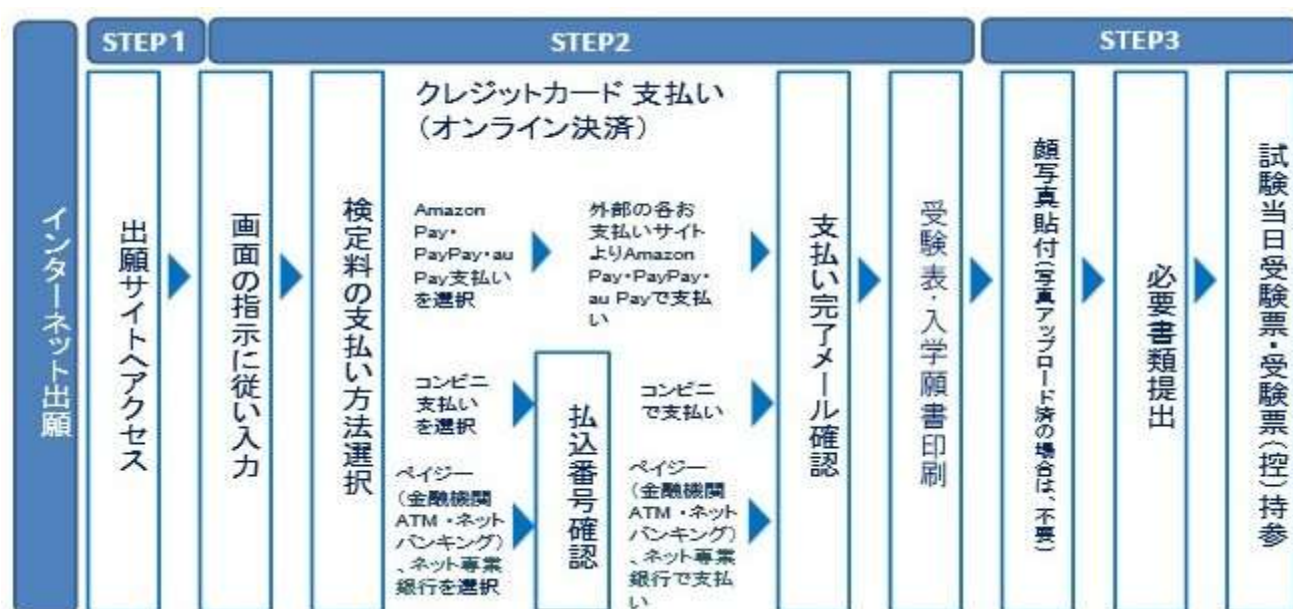 STEP1
STEP2
STEP3
インターネット出願
出願サイトへアクセス
画面の指示に従い入力
検定料の支払い方法選択
クレジットカード 支払い
（オンライン決済）
Amazon
Pay・
PayPay・au
Pay支払い
を選択
外部の各お
支払いサイト
よりAmazon
Pay・PayPay・
au Payで支払
い
コンビニ
支払い
を選択
払込番号確認
コンビニ
で支払い
ペイジー
（金融機関
ATM・ネット
バンキング）
、ネット専業
銀行を選択
ペイジー
（金融機関
ATM・ネット
バンキング）
、ネット専業
銀行で支払
い
支払い完了メール確認
受験表・入学願書印刷
顔写真貼付（写真アップロード済の場合は、不要）
必要書類提出
試験当日受験票・受験票（控）持参